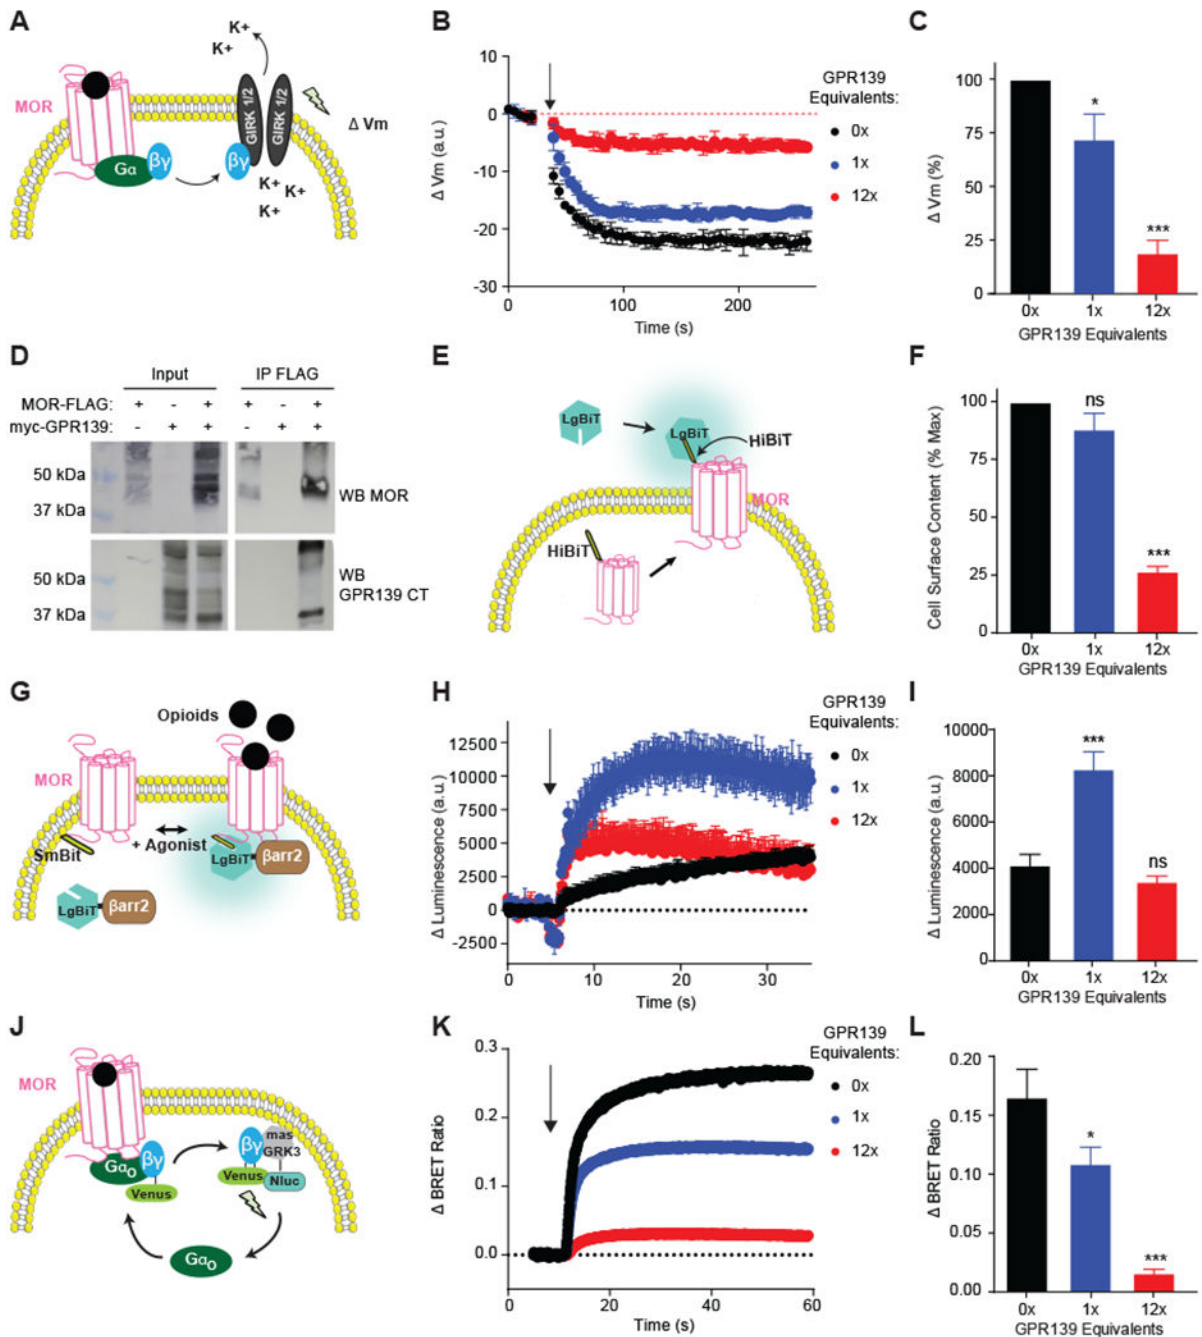 A
K+
K+
MOR
GIRK 1/2
GIRK 1/2
Δ Vm
Gα
βγ
βγ
K+
K+
K+
B
10
0
-10
-20
-30
Δ Vm (a.u.)
0
100
200
Time (s)
GPR139
Equivalents:
0x
1x
12x
C
100
75
50
25
0
Δ Vm (%)
*
***
0x
1x
12x
GPR139 Equivalents
D
Input
IP FLAG
MOR-FLAG:
+
-
+
+
-
+
myc-GPR139:
-
+
+
-
+
+
50 kDa
37 kDa
WB MOR
50 kDa
37 kDa
WB
GPR139 CT
E
LgBiT
LgBiT
HiBiT
MOR
HiBiT
F
100
75
50
25
0
Cell Surface Content (% Max)
ns
***
0x
1x
12x
GPR139 Equivalents
G
Opioids
MOR
SmBit
+ Agonist
LgBiT
βarr2
LgBiT
βarr2
H
12500
10000
7500
5000
2500
0
-2500
Δ Luminescence (a.u.)
0
10
20
30
Time (s)
GPR139
Equivalents:
0x
1x
12x
I
10000
8000
6000
4000
2000
0
Δ Luminescence (a.u.)
***
ns
0x
1x
12x
GPR139 Equivalents
J
MOR
GαO
βγ
Venus
βγ
mas
GRK3
Venus
Nluc
GαO
K
0.3
0.2
0.1
0.0
Δ BRET Ratio
0
20
40
60
Time (s)
GPR139
Equivalents:
0x
1x
12x
L
0.20
0.15
0.10
0.05
0.00
Δ BRET Ratio
*
***
0x
1x
12x
GPR139 Equivalents